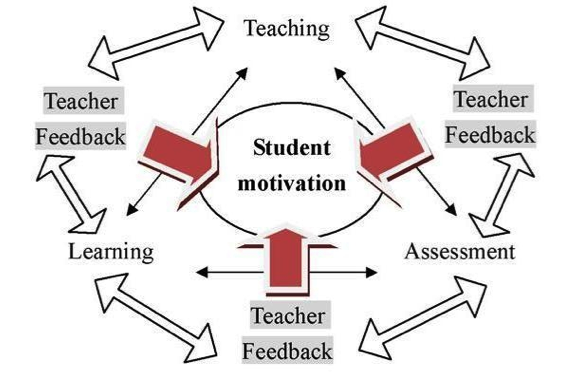 Teaching
Teacher
Feedback
Teacher
Feedback
Student
motivation
Learning
Assessment
Teacher
Feedback